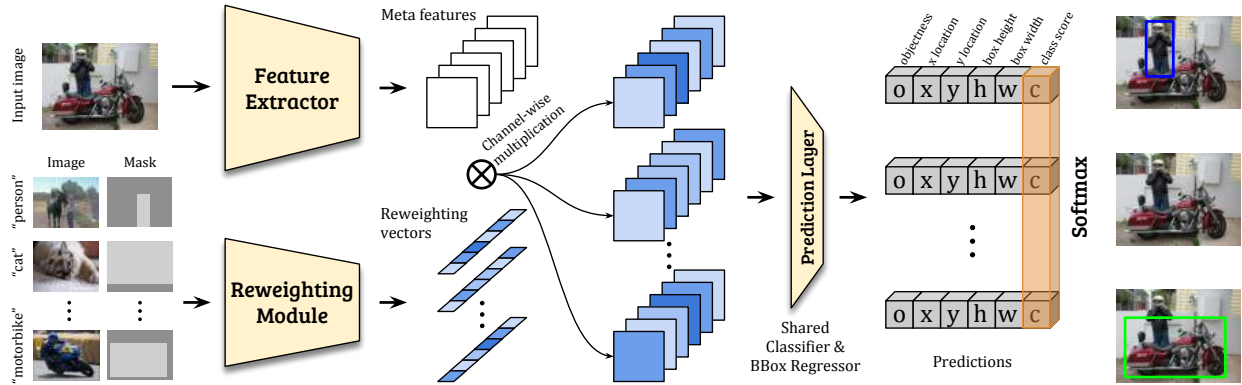 Input image
Feature
Extractor
Meta features
Channel-wise
multiplication
Image
Mask
"person"
"cat"
"motorbike"
Reweighting
Module
Reweighting
vectors
Prediction Layer
Shared
Classifier &
BBox Regressor
objectness
x location
y location
box height
box width
class score
o x y h w c
o x y h w c
o x y h w c
Predictions
Softmax